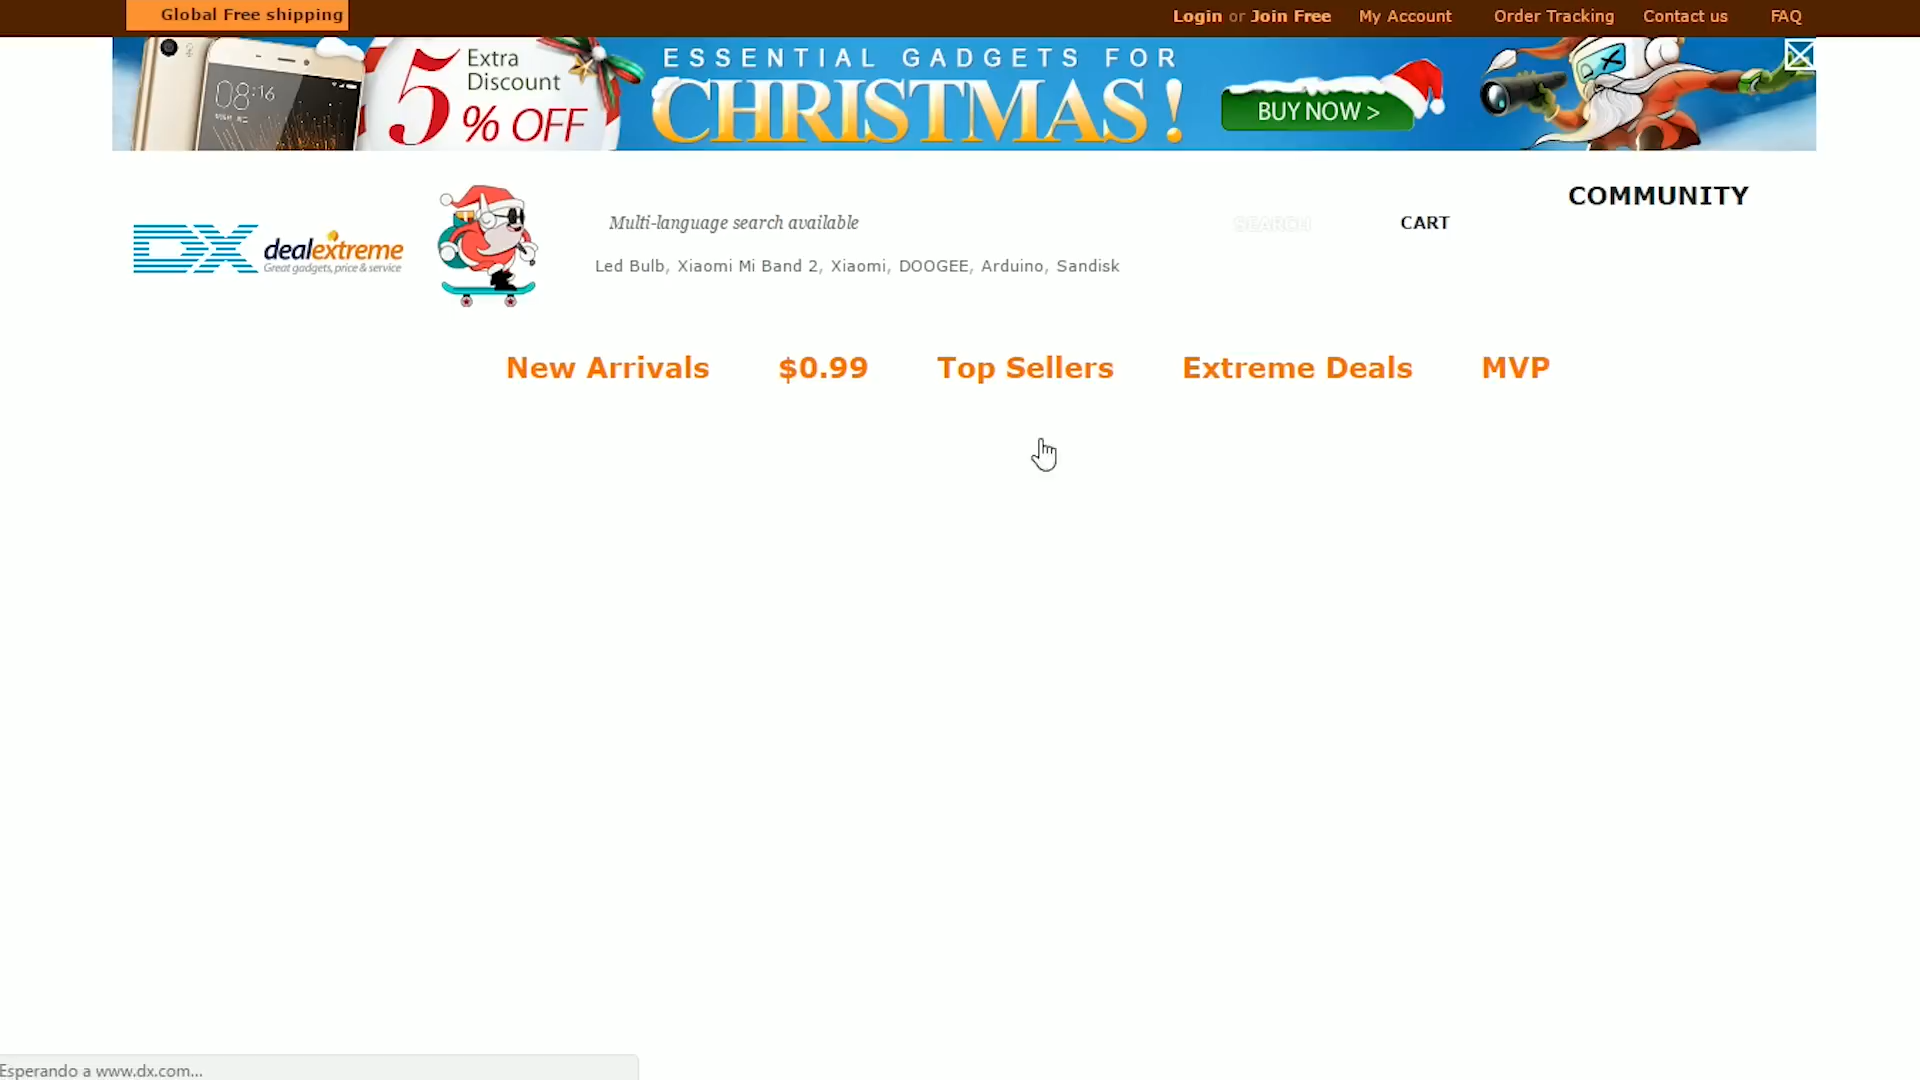 Global Free shipping
Login or Join Free My Account Order Tracking Contact us FAQ
08:16
5 % OFF
Extra
Discount
ESSENTIAL GADGETS FOR
CHRISTMAS!
BUY NOW >
COMMUNITY
DX dealextreme
Great gadgets, price & service
Multi-language search available
SEARCH
CART
Led Bulb, Xiaomi Mi Band 2, Xiaomi, DOOGEE, Arduino, Sandisk
New Arrivals $0.99 Top Sellers Extreme Deals MVP
Esperando a www.dx.com...